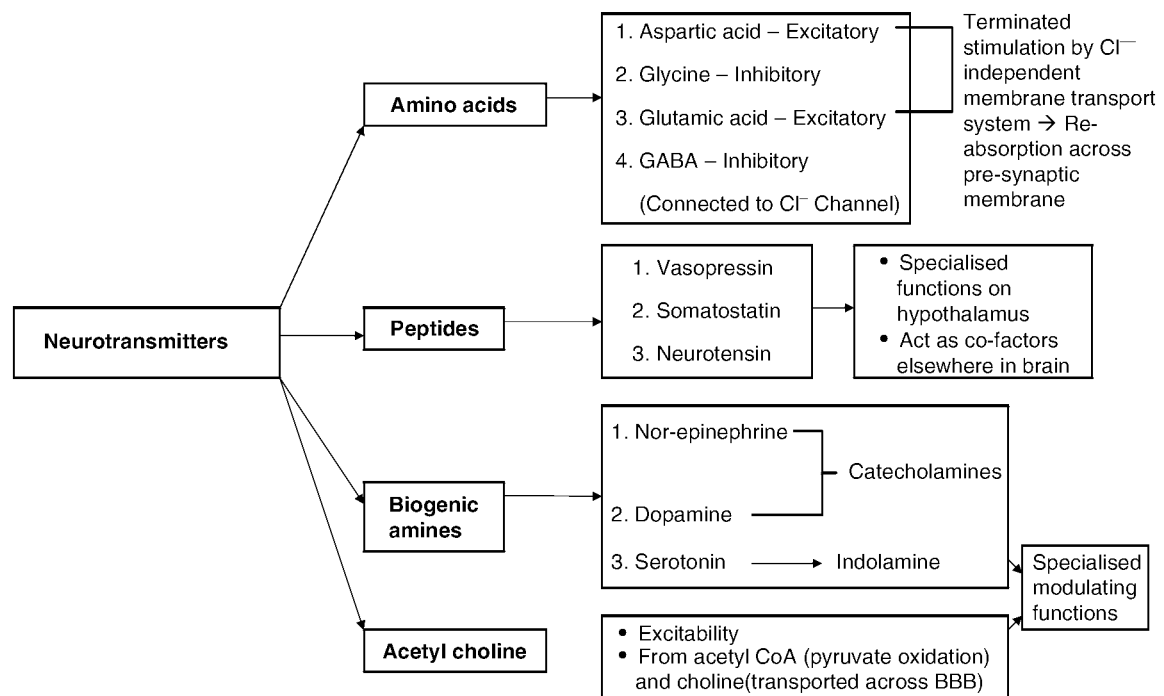 Neurotransmitters
Amino acids
1. Aspartic acid – Excitatory
2. Glycine – Inhibitory
3. Glutamic acid – Excitatory
4. GABA – Inhibitory
(Connected to Cl⁻ Channel)
Terminated
stimulation by Cl⁻
independent
membrane transport
system → Re-
absorption across
pre-synaptic
membrane
Peptides
1. Vasopressin
2. Somatostatin
3. Neurotensin
• Specialised
functions on
hypothalamus
• Act as co-factors
elsewhere in brain
Biogenic
amines
1. Nor-epinephrine
Catecholamines
2. Dopamine
3. Serotonin
Indolamine
Acetyl choline
• Excitability
• From acetyl CoA (pyruvate oxidation)
and choline(transported across BBB)
Specialised
modulating
functions